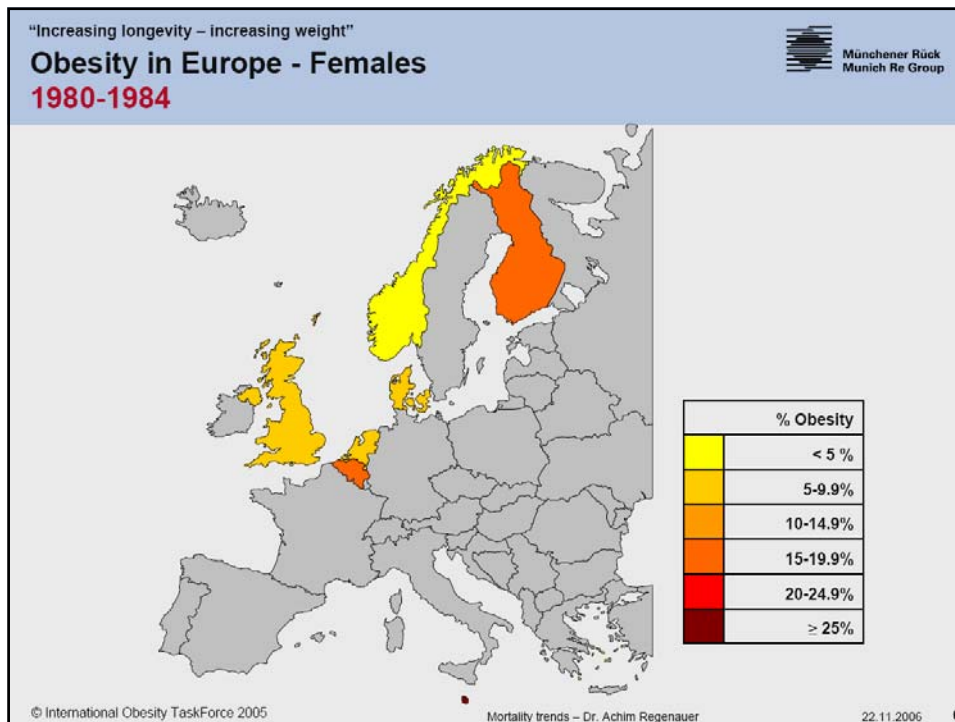 “Increasing longevity – increasing weight”
Obesity in Europe - Females
1980-1984
Münchener Rück
Munich Re Group
% Obesity
< 5 %
5-9.9%
10-14.9%
15-19.9%
20-24.9%
≥ 25%
© International Obesity TaskForce 2005
Mortality trends – Dr. Achim Regenauer
22.11.2006